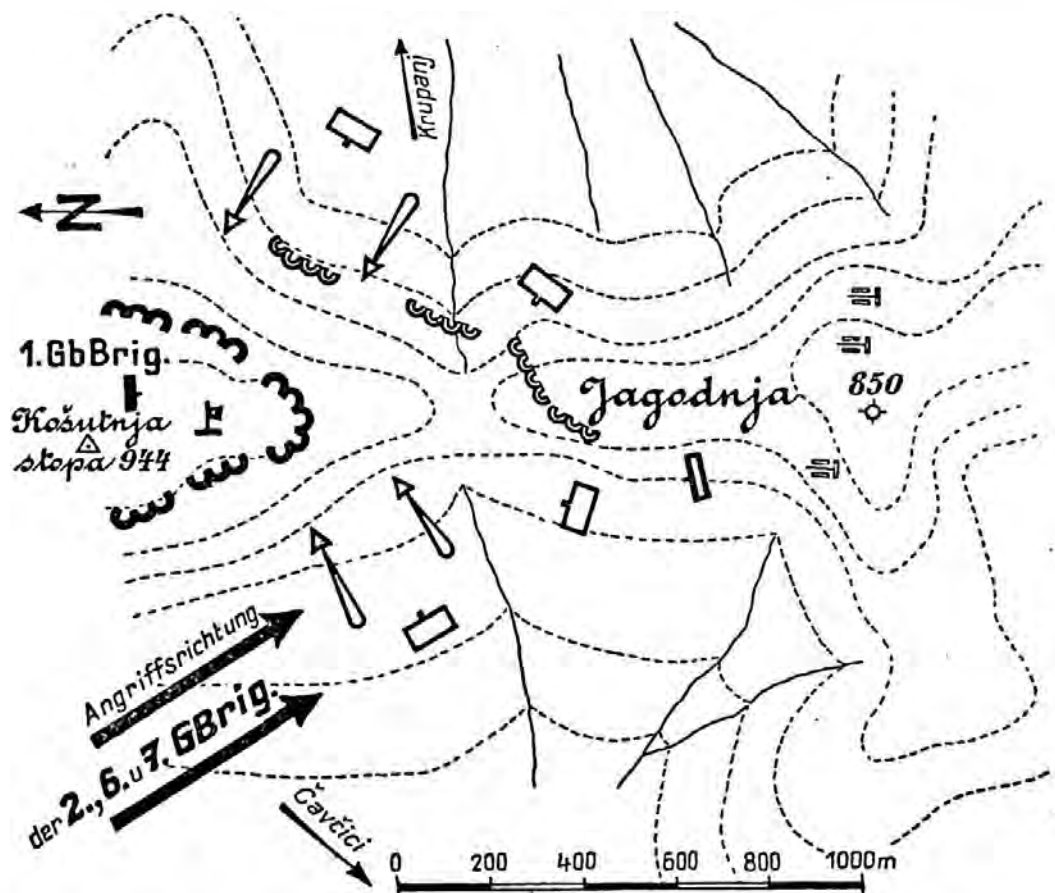 Krupanj
N
1.GbBrig.
Košutnja
stopa 944
Jagodnja
850
Angriffsrichtung
der 2., 6. u 7. GBrig.
Čavčići
0 200 400 600 800 1000m